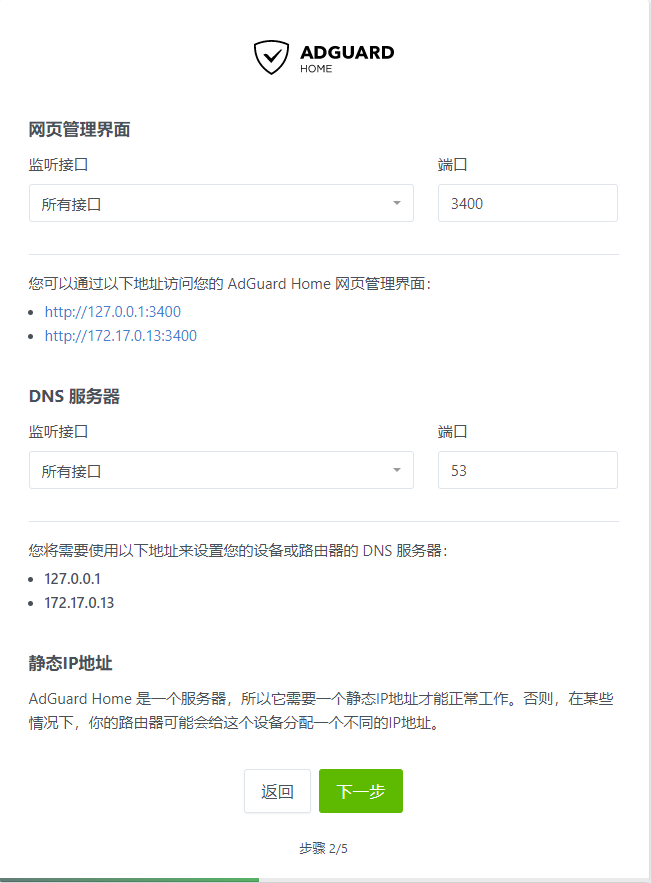 ADGUARD
HOME
网页管理界面
监听接口 端口
所有接口 3400
您可以通过以下地址访问您的 AdGuard Home 网页管理界面：
http://127.0.0.1:3400
http://172.17.0.13:3400
DNS 服务器
监听接口 端口
所有接口 53
您将需要使用以下地址来设置您的设备或路由器的 DNS 服务器：
127.0.0.1
172.17.0.13
静态IP地址
AdGuard Home 是一个服务器，所以它需要一个静态IP地址才能正常工作。否则，在某些
情况下，你的路由器可能会给这个设备分配一个不同的IP地址。
返回 下一步
步骤 2/5